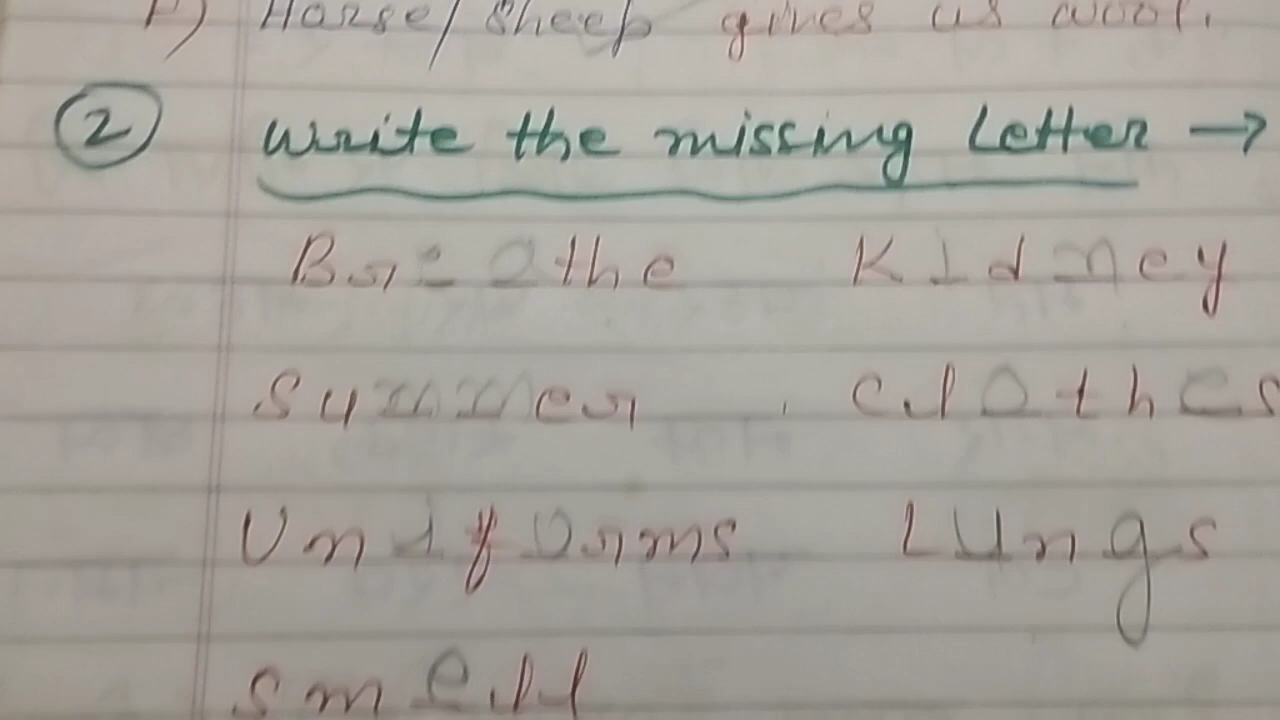 Horse/Sheep gives us wool.
② Write the missing Letter →
Breathe Kidney
Summer Clothes
Uniforms Lungs
Smell